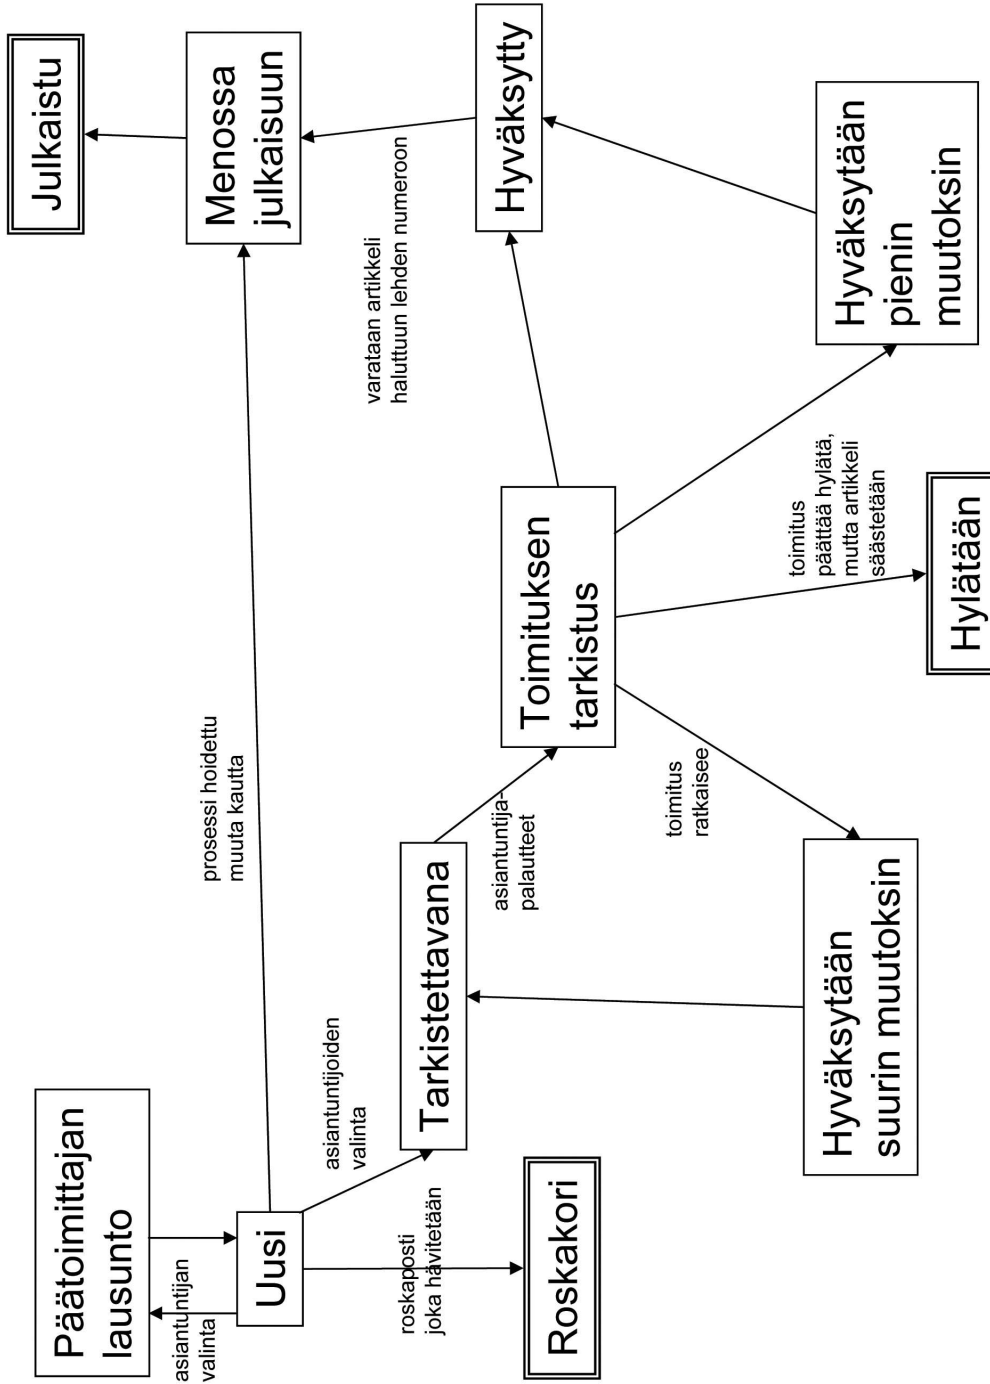 Päätoimittajan
lausunto
asiantuntijan
valinta
Uusi
prosessi hoidettu
muuta kautta
Menossa
julkaisuun
Julkaistu
asiantuntijoiden
valinta
roskaposti
joka hävitetään
Roskakori
Tarkistettavana
asiantuntija-
palautteet
Toimituksen
tarkistus
varataan artikkeli
haluttuun lehden numeroon
Hyväksytty
toimitus
ratkaisee
Hyväksytään
suurin muutoksin
toimitus
päättää hylätä,
mutta artikkeli
säästetään
Hylätään
Hyväksytään
pienin
muutoksin